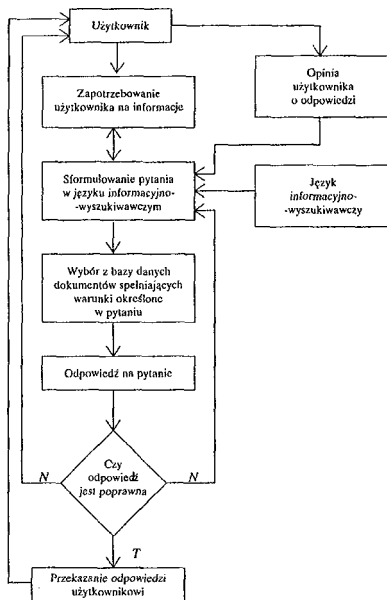 Użytkownik
Zapotrzebowanie
użytkownika na informacje
Opinia
użytkownika
o odpowiedzi
Sformułowanie pytania
w języku informacyjno-
-wyszukiwawczym
Język
informacyjno-
-wyszukiwawczy
Wybór z bazy danych
dokumentów spełniających
warunki określone
w pytaniu
Odpowiedź na pytanie
Czy
odpowiedź
jest poprawna
N
N
T
Przekazanie odpowiedzi
użytkownikowi